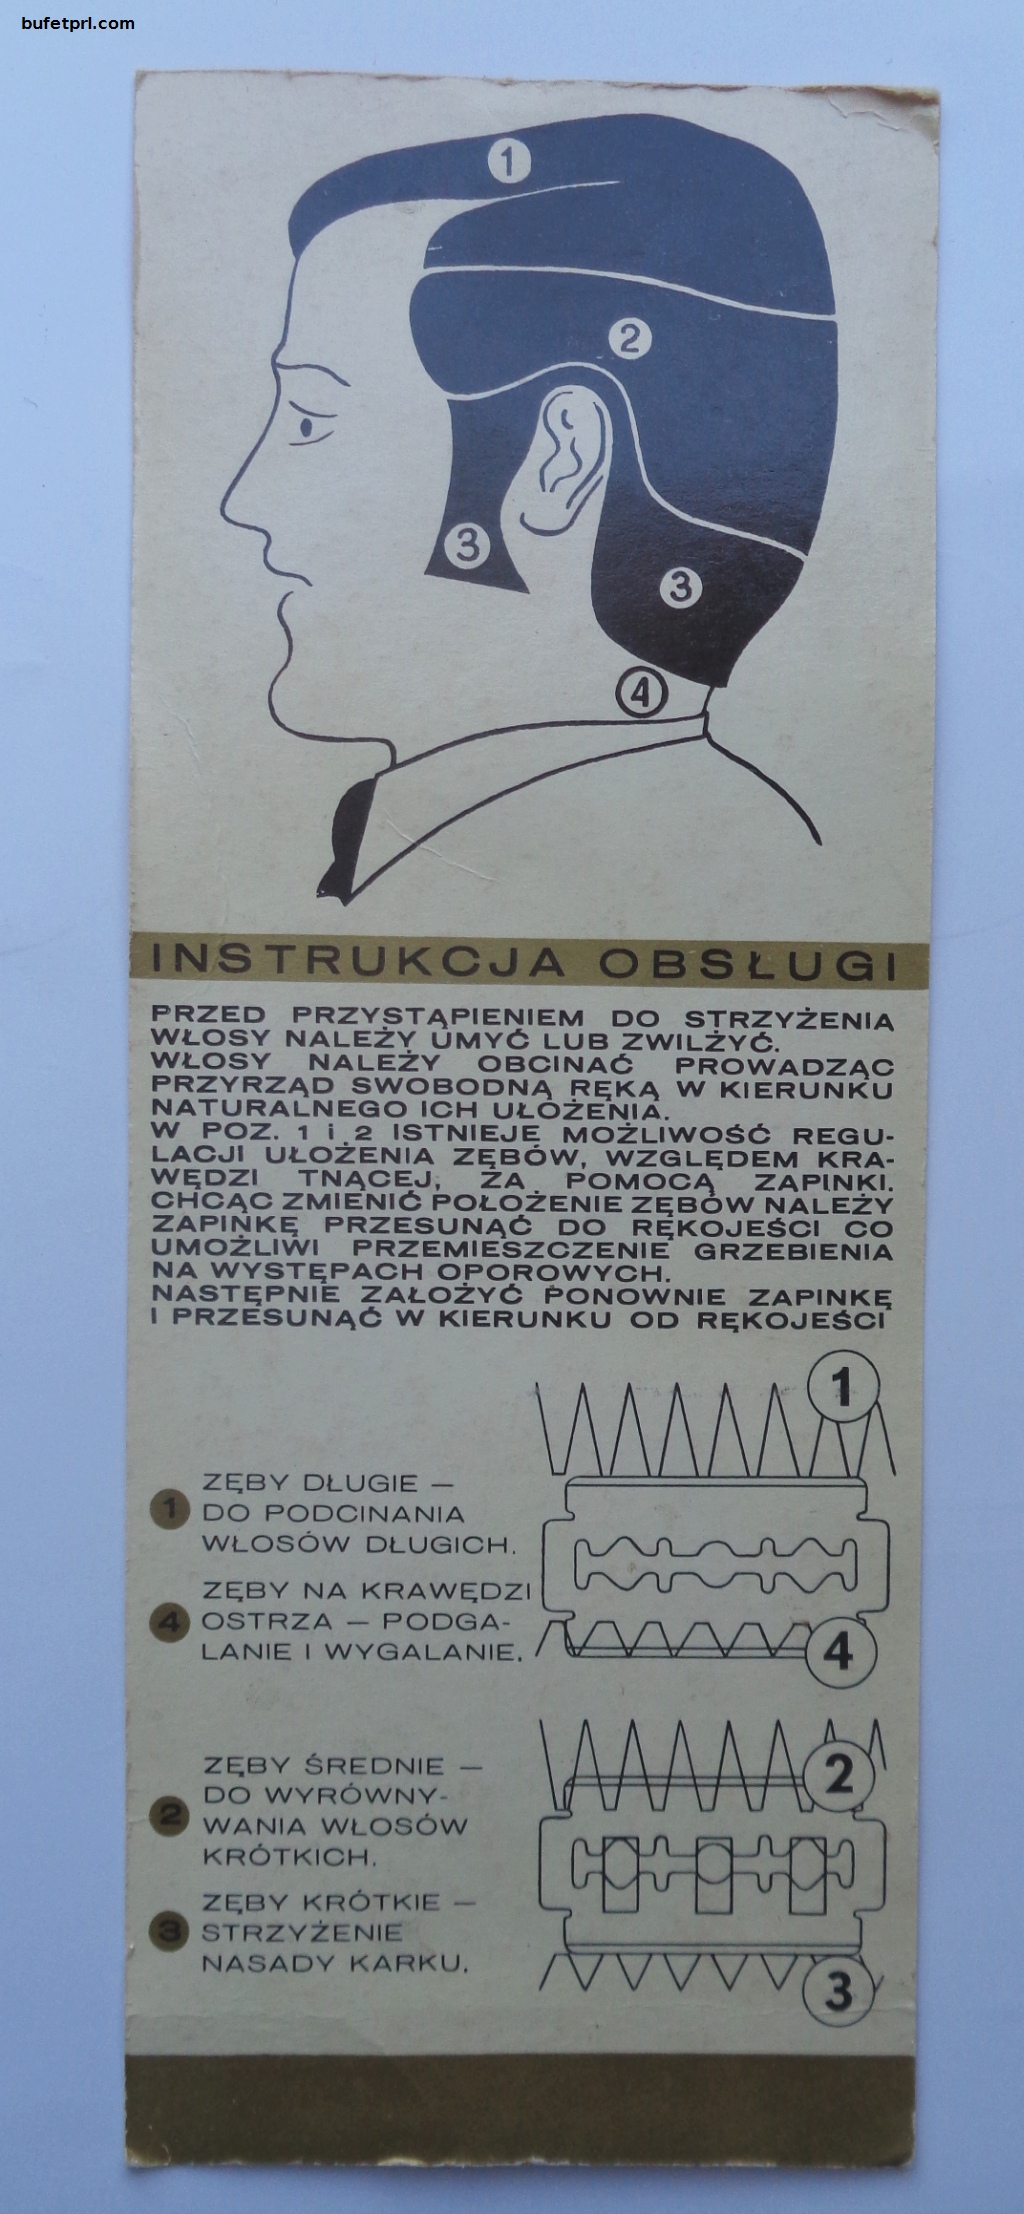 bufetprl.com
1
2
3
3
4
INSTRUKCJA OBSŁUGI
PRZED PRZYSTĄPIENIEM DO STRZYŻENIA
WŁOSY NALEŻY UMYĆ LUB ZWILŻYĆ.
WŁOSY NALEŻY OBCINAĆ PROWADZĄC
PRZYRZĄD SWOBODNĄ RĘKĄ W KIERUNKU
NATURALNEGO ICH UŁOŻENIA.
W POZ. 1 i 2 ISTNIEJE MOŻLIWOŚĆ REGU-
LACJI UŁOŻENIA ZĘBÓW, WZGLĘDEM KRA-
WĘDZI TNĄCEJ, ZA POMOCĄ ZAPINKI.
CHCĄC ZMIENIĆ POŁOŻENIE ZĘBÓW NALEŻY
ZAPINKĘ PRZESUNĄĆ DO RĘKOJEŚCI CO
UMOŻLIWI PRZEMIESZCZENIE GRZEBIENIA
NA WYSTĘPACH OPOROWYCH.
NASTĘPNIE ZAŁOŻYĆ PONOWNIE ZAPINKĘ
I PRZESUNĄĆ W KIERUNKU OD RĘKOJEŚCI
1
ZĘBY DŁUGIE –
1 DO PODCINANIA
WŁOSÓW DŁUGICH.
ZĘBY NA KRAWĘDZI
4 OSTRZA – PODGA-
LANIE I WYGALANIE.
4
ZĘBY ŚREDNIE –
2
DO WYRÓWNY-
2 WANIA WŁOSÓW
KRÓTKICH.
ZĘBY KRÓTKIE –
3 STRZYŻENIE
NASADY KARKU.
3